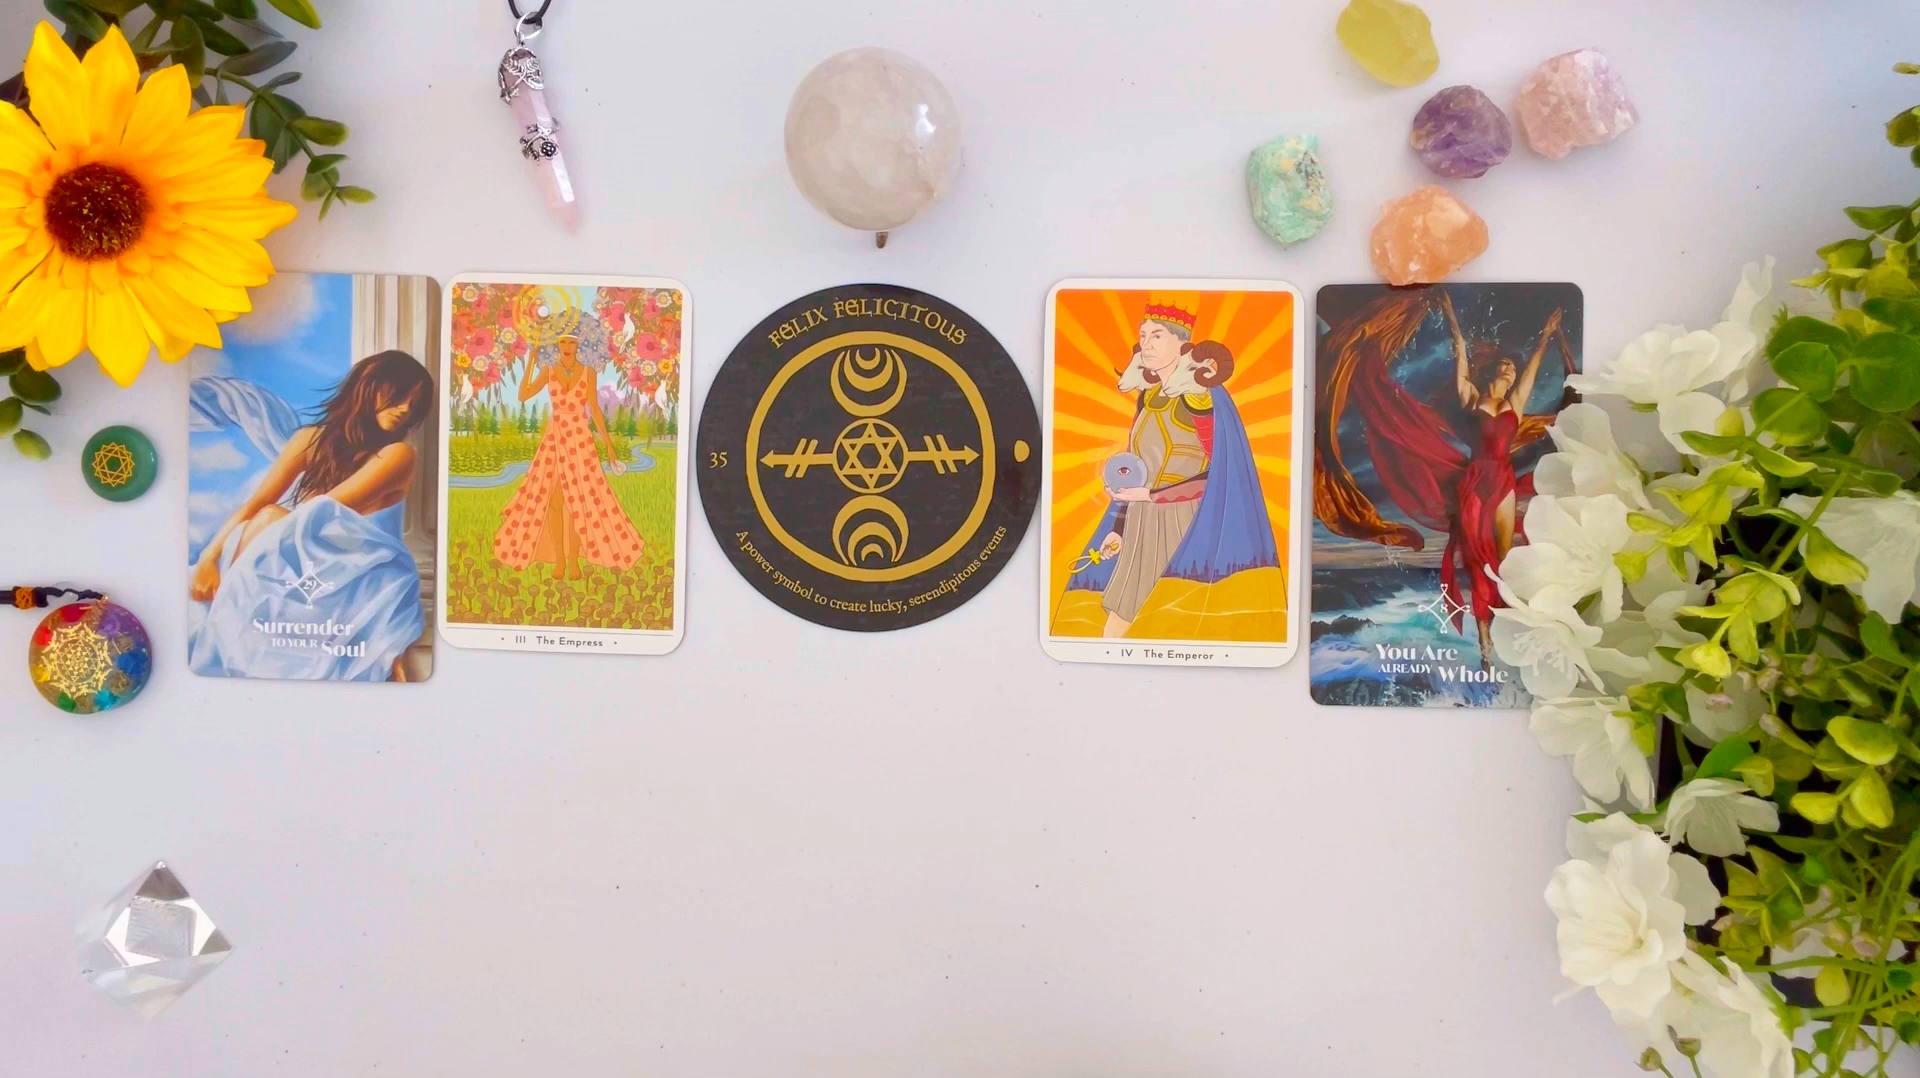 29
Surrender
TO YOUR Soul
• III The Empress •
FELIX FELICITOUS
35
A power symbol to create lucky, serendipitous events
• IV The Emperor •
8
You Are
ALREADY Whole